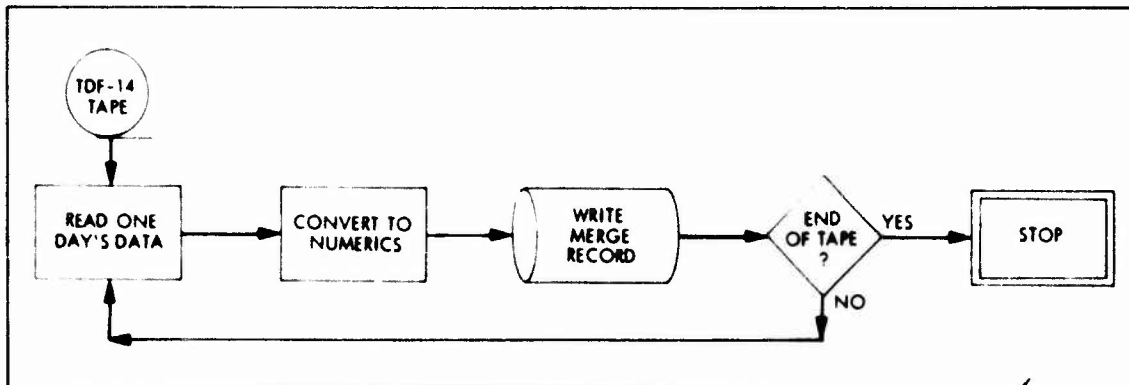 TDF-14
TAPE
READ ONE
DAY'S DATA
CONVERT TO
NUMERICS
WRITE
MERGE
RECORD
END
OF TAPE
?
YES
STOP
NO